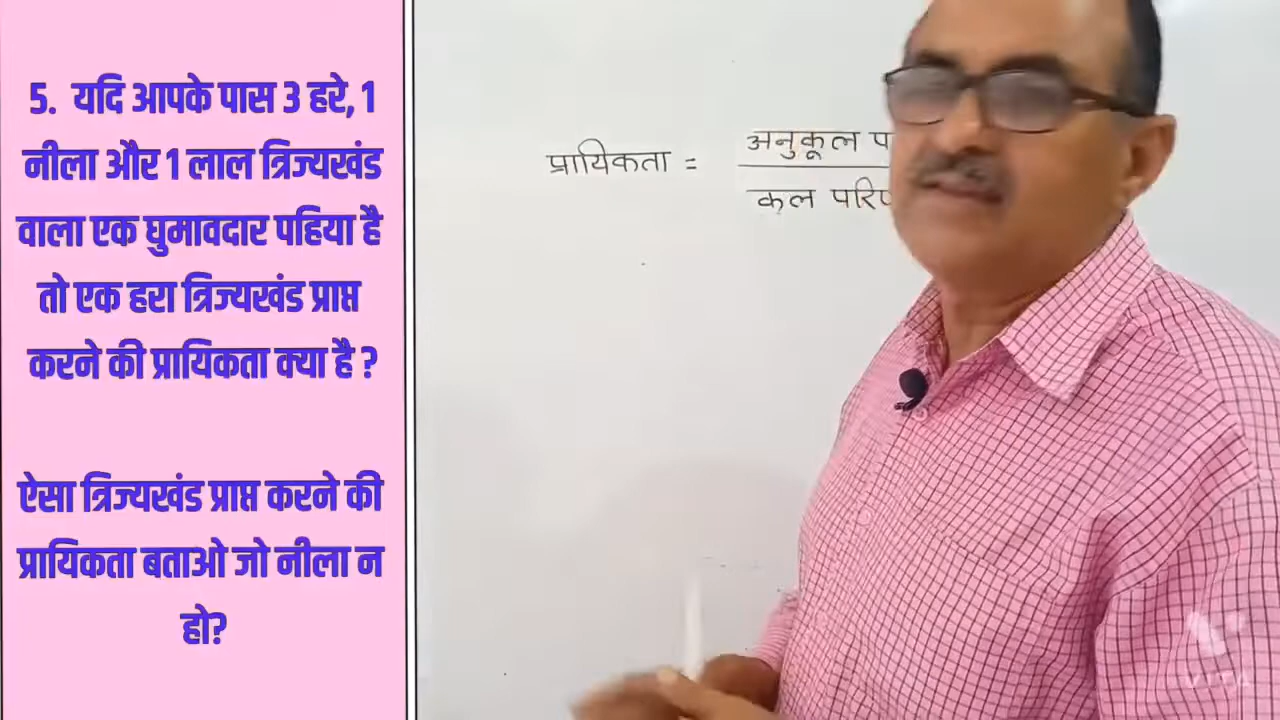 5. यदि आपके पास 3 हरे, 1
नीला और 1 लाल त्रिज्यखंड
वाला एक घुमावदार पहिया है
तो एक हरा त्रिज्यखंड प्राप्त
करने की प्रायिकता क्या है ?
ऐसा त्रिज्यखंड प्राप्त करने की
प्रायिकता बताओ जो नीला न
हो?
प्रायिकता =
अनुकूल
कुल
VITA